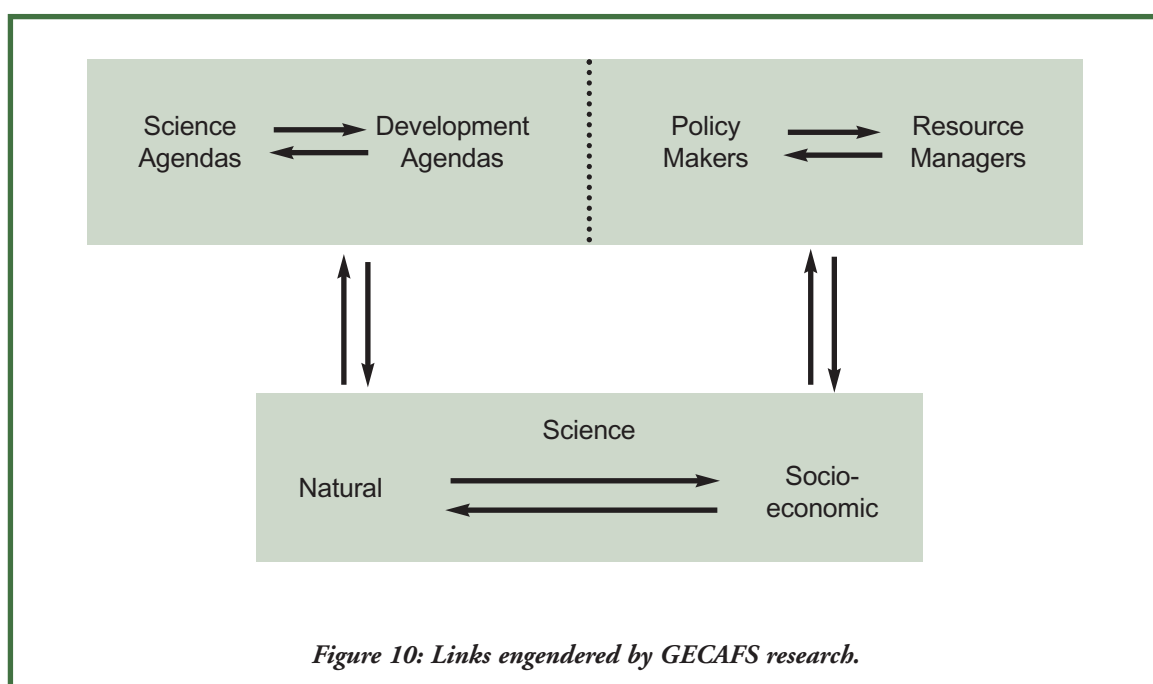 Science
Agendas
Development
Agendas
Policy
Makers
Resource
Managers
Science
Natural
Socio-
economic
Figure 10: Links engendered by GECAFS research.